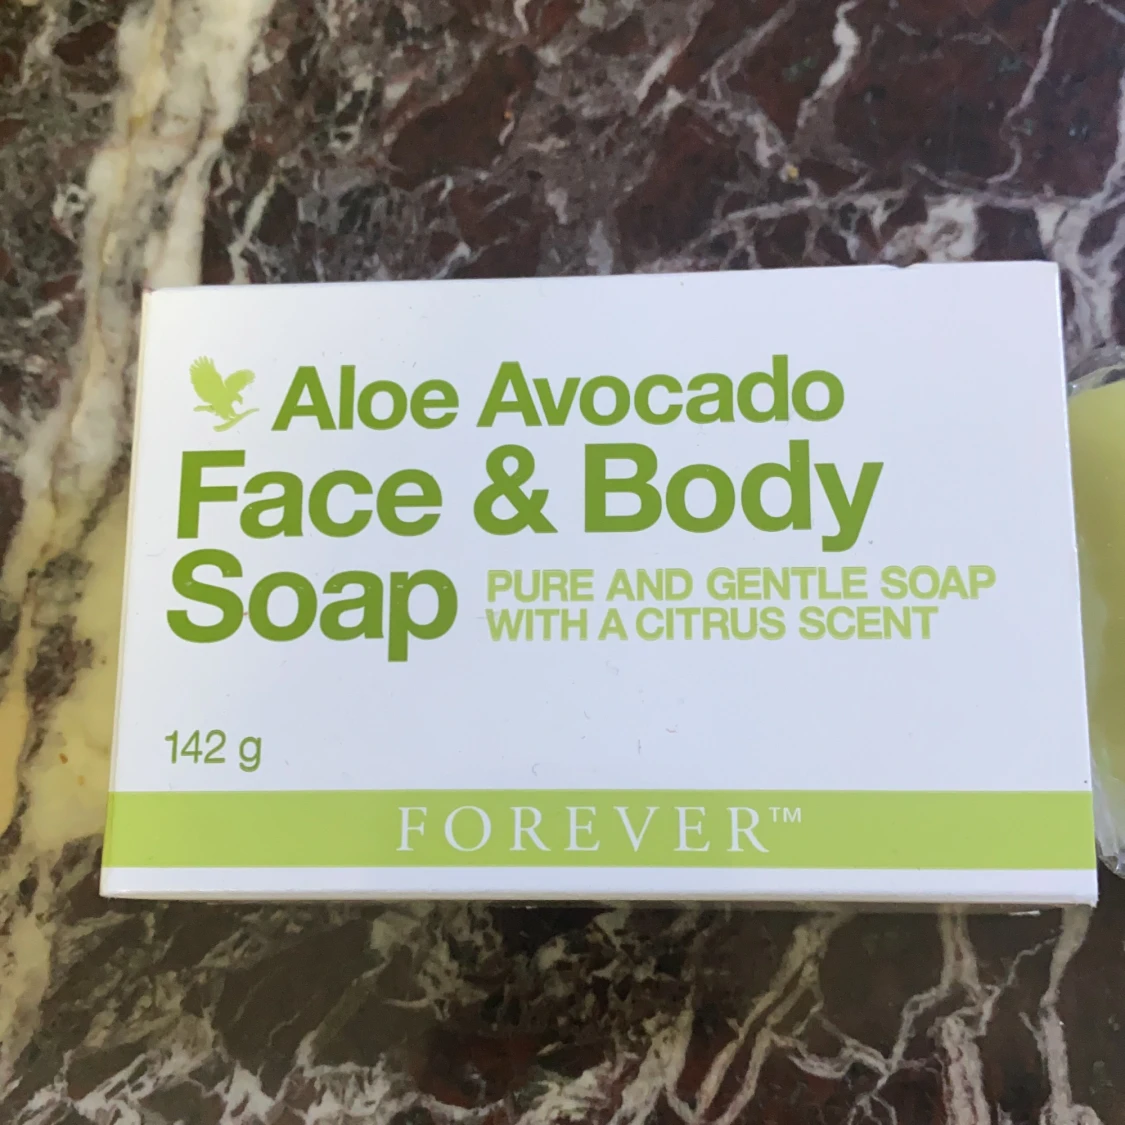 Aloe Avocado
Face & Body
Soap
PURE AND GENTLE SOAP
WITH A CITRUS SCENT
142 g
FOREVER™